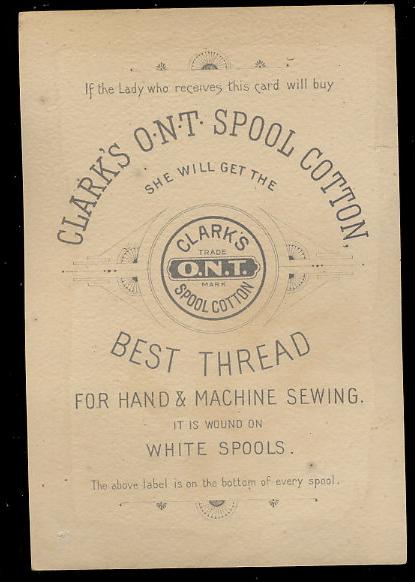 If the Lady who receives this card will buy
CLARK'S O·N·T· SPOOL COTTON,
SHE WILL GET THE
CLARK'S
TRADE
O.N.T.
MARK
SPOOL COTTON
BEST THREAD
FOR HAND & MACHINE SEWING.
IT IS WOUND ON
WHITE SPOOLS.
The above label is on the bottom of every spool.